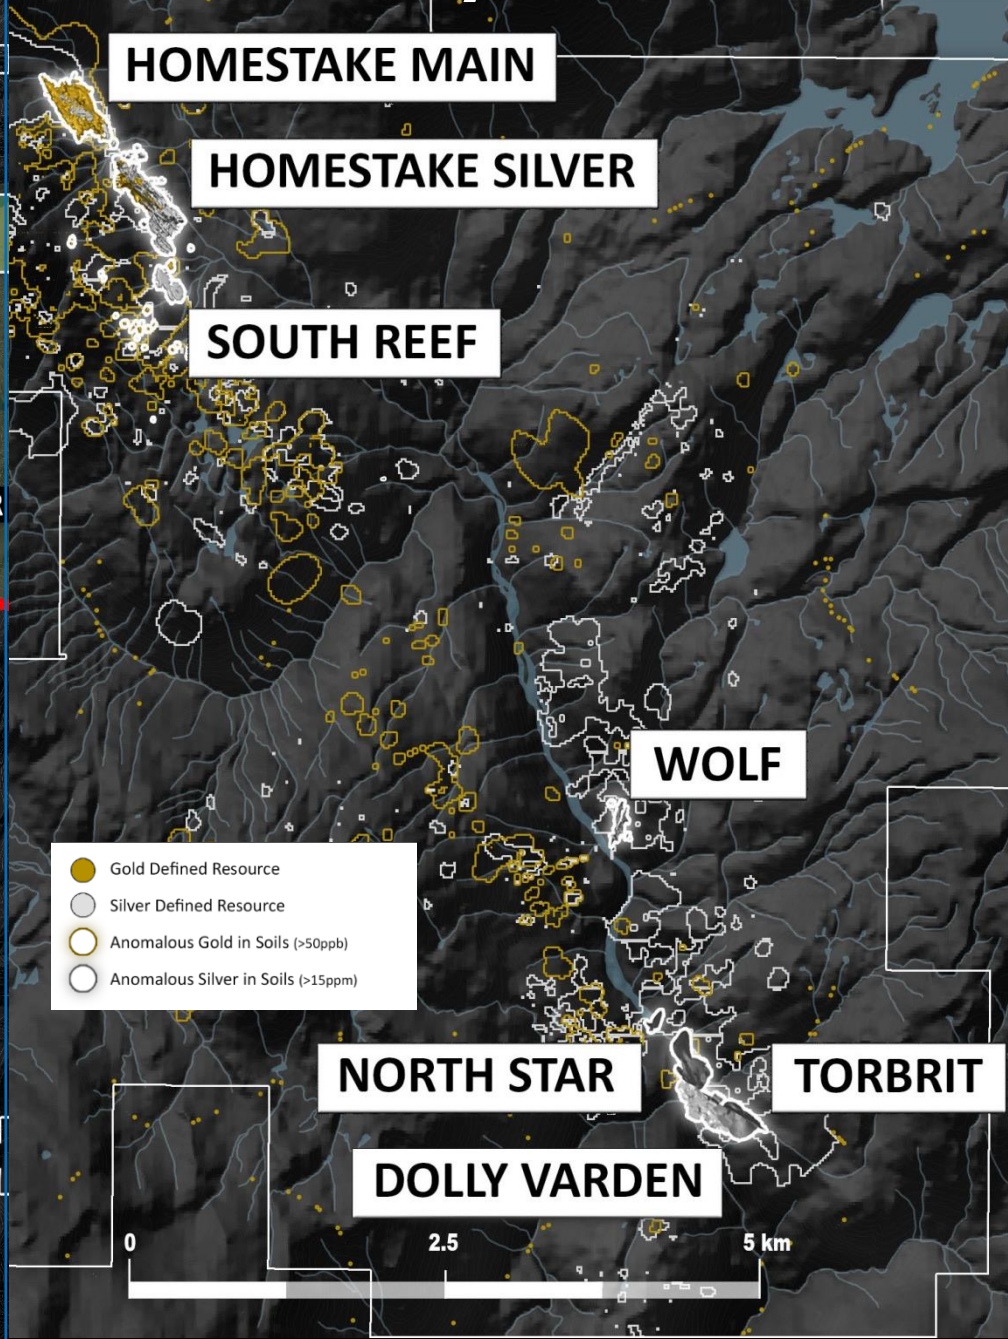 HOMESTAKE MAIN
HOMESTAKE SILVER
SOUTH REEF
WOLF
Gold Defined Resource
Silver Defined Resource
Anomalous Gold in Soils (>50ppb)
Anomalous Silver in Soils (>15ppm)
NORTH STAR
TORBRIT
DOLLY VARDEN
0 2.5 5 km